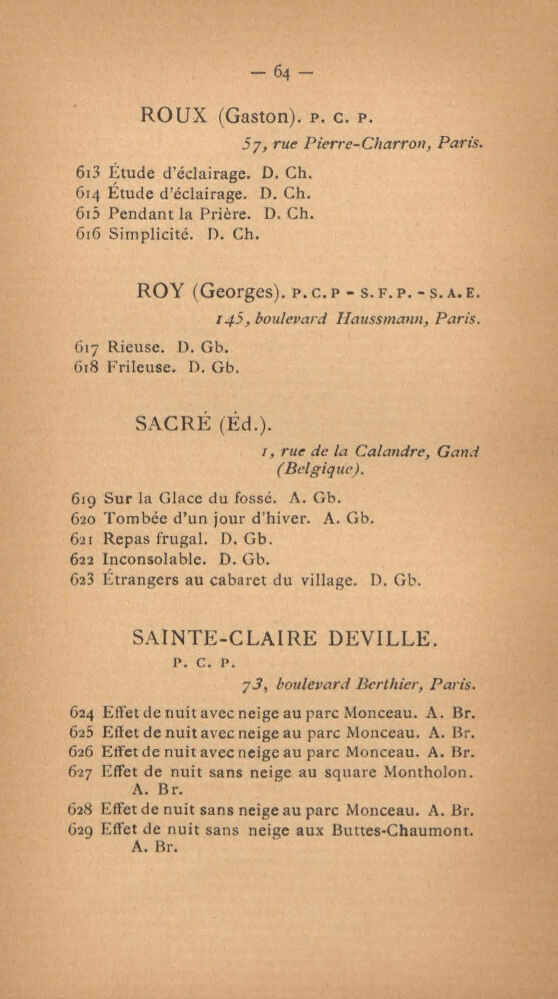 — 64 —
ROUX (Gaston). P. C. P.
57, rue Pierre-Charron, Paris.
613 Étude d'éclairage. D. Ch.
614 Étude d'éclairage. D. Ch.
615 Pendant la Prière. D. Ch.
616 Simplicité. D. Ch.
ROY (Georges). P. C. P - S. F. P. - S. A. E.
145, boulevard Haussmann, Paris.
617 Rieuse. D. Gb.
618 Frileuse. D. Gb.
SACRÉ (Éd.).
1, rue de la Calandre, Gand
(Belgique).
619 Sur la Glace du fossé. A. Gb.
620 Tombée d'un jour d'hiver. A. Gb.
621 Repas frugal. D. Gb.
622 Inconsolable. D. Gb.
623 Étrangers au cabaret du village. D. Gb.
SAINTE-CLAIRE DEVILLE.
P. C. P.
73, boulevard Berthier, Paris.
624 Effet de nuit avec neige au parc Monceau. A. Br.
625 Effet de nuit avec neige au parc Monceau. A. Br.
626 Effet de nuit avec neige au parc Monceau. A. Br.
627 Effet de nuit sans neige au square Montholon.
A. Br.
628 Effet de nuit sans neige au parc Monceau. A. Br.
629 Effet de nuit sans neige aux Buttes-Chaumont.
A. Br.